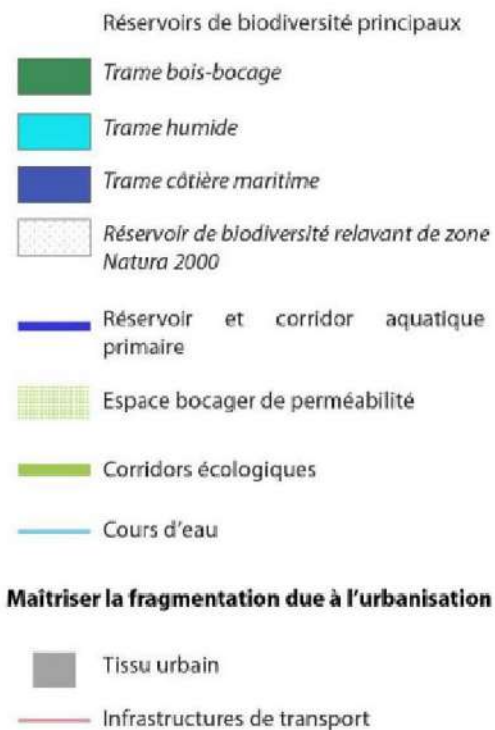 Réservoirs de biodiversité principaux
Trame bois-bocage
Trame humide
Trame côtière maritime
Réservoir de biodiversité relavant de zone
Natura 2000
Réservoir et corridor aquatique
primaire
Espace bocager de perméabilité
Corridors écologiques
Cours d'eau
Maîtriser la fragmentation due à l'urbanisation
Tissu urbain
Infrastructures de transport